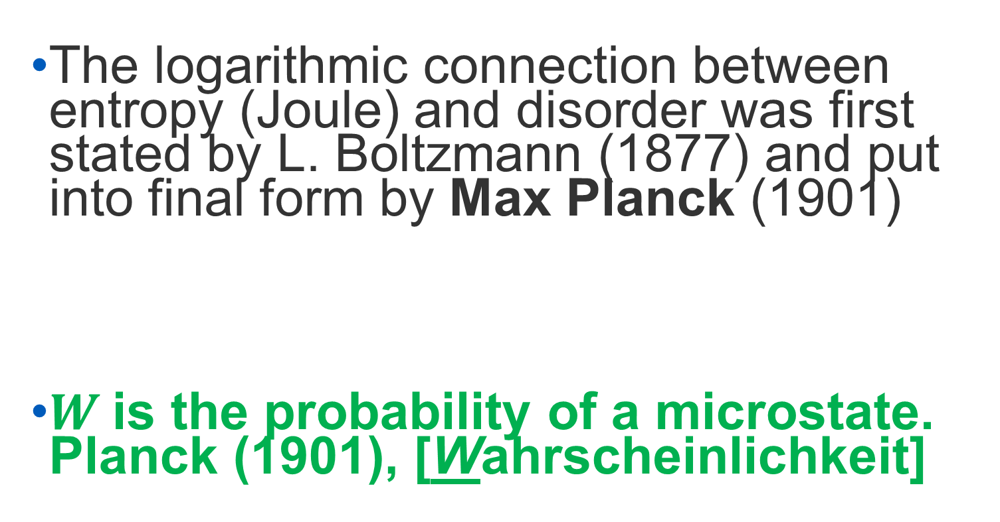 •The logarithmic connection between
entropy (Joule) and disorder was first
stated by L. Boltzmann (1877) and put
into final form by Max Planck (1901)
•W is the probability of a microstate.
Planck (1901), [Wahrscheinlichkeit]